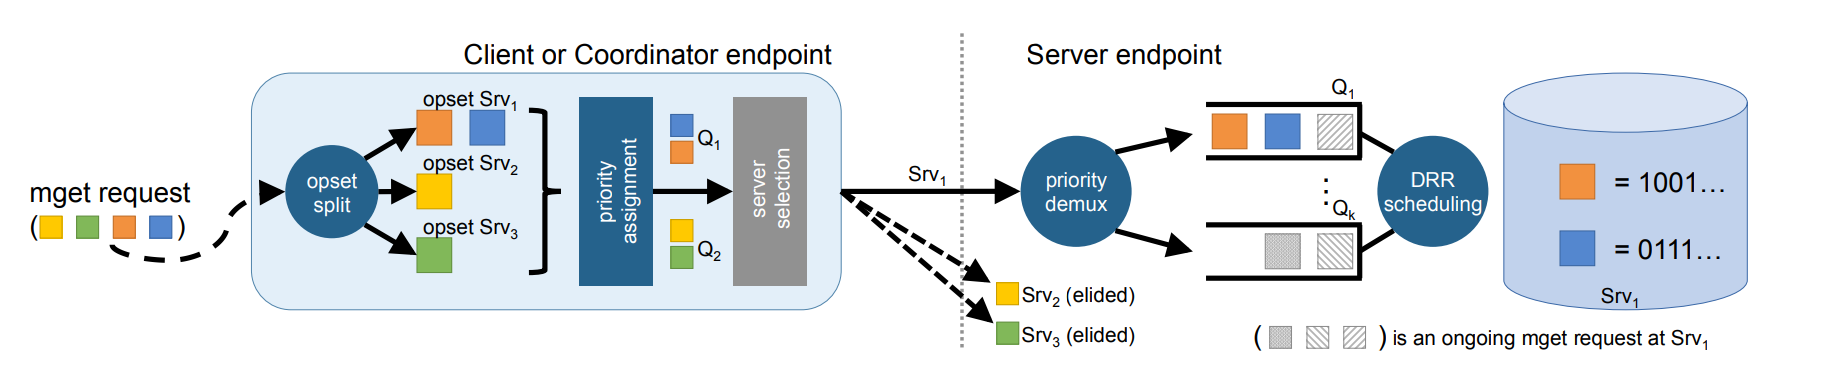 Client or Coordinator endpoint
Server endpoint
mget request
( )
opset
split
opset Srv1
opset Srv2
opset Srv3
priority
assignment
Q1
Q2
server
selection
Srv1
Srv2 (elided)
Srv3 (elided)
priority
demux
Q1
⋮
Qk
DRR
scheduling
= 1001...
= 0111...
Srv1
( ) is an ongoing mget request at Srv1